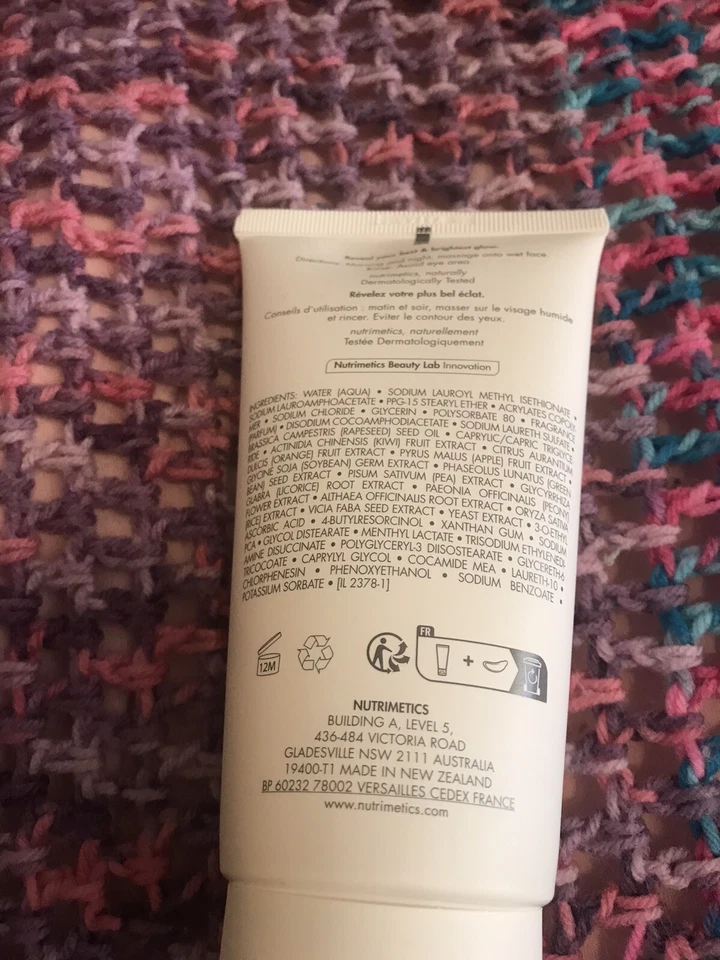 Reveal your best & brightest glow.
Directions: Morning and night, massage onto wet face.
Rinse. Avoid eye area.
nutrimetics, naturally
Dermatologically Tested
Révelez votre plus bel éclat.
Conseils d'utilisation : matin et soir, masser sur le visage humide
et rincer. Eviter le contour des yeux.
nutrimetics, naturellement
Testée Dermatologiquement
Nutrimetics Beauty Lab Innovation
INGREDIENTS: WATER (AQUA) • SODIUM LAUROYL METHYL ISETHIONATE •
SODIUM LAUROAMPHOACETATE • PPG-15 STEARYL ETHER • ACRYLATES COPOLY-
MER • SODIUM CHLORIDE • GLYCERIN • POLYSORBATE 80 • FRAGRANCE
(PARFUM) • DISODIUM COCOAMPHODIACETATE • SODIUM LAURETH SULFATE •
BRASSICA CAMPESTRIS (RAPESEED) SEED OIL • CAPRYLIC/CAPRIC TRIGLYCE-
RIDE • ACTINIDIA CHINENSIS (KIWI) FRUIT EXTRACT • CITRUS AURANTIUM
DULCIS (ORANGE) FRUIT EXTRACT • PYRUS MALUS (APPLE) FRUIT EXTRACT •
GLYCINE SOJA (SOYBEAN) GERM EXTRACT • PHASEOLUS LUNATUS (GREEN
BEAN) SEED EXTRACT • PISUM SATIVUM (PEA) EXTRACT • GLYCYRRHIZA
GLABRA (LICORICE) ROOT EXTRACT • PAEONIA OFFICINALIS (PEONY)
FLOWER EXTRACT • ALTHAEA OFFICINALIS ROOT EXTRACT • ORYZA SATIVA
(RICE) EXTRACT • VICIA FABA SEED EXTRACT • YEAST EXTRACT • 3-O-ETHYL
ASCORBIC ACID • 4-BUTYLRESORCINOL • XANTHAN GUM • SODIUM
PCA • GLYCOL DISTEARATE • MENTHYL LACTATE • TRISODIUM ETHYLENEDI-
AMINE DISUCCINATE • POLYGLYCERYL-3 DIISOSTEARATE • GLYCERETH-6
TRICOCOATE • CAPRYLYL GLYCOL • COCAMIDE MEA • LAURETH-10 •
CHLORPHENESIN • PHENOXYETHANOL • SODIUM BENZOATE •
POTASSIUM SORBATE • [IL 2378-1]
12M
FR
+
NUTRIMETICS
BUILDING A, LEVEL 5,
436-484 VICTORIA ROAD
GLADESVILLE NSW 2111 AUSTRALIA
19400-T1 MADE IN NEW ZEALAND
BP 60232 78002 VERSAILLES CEDEX FRANCE
www.nutrimetics.com